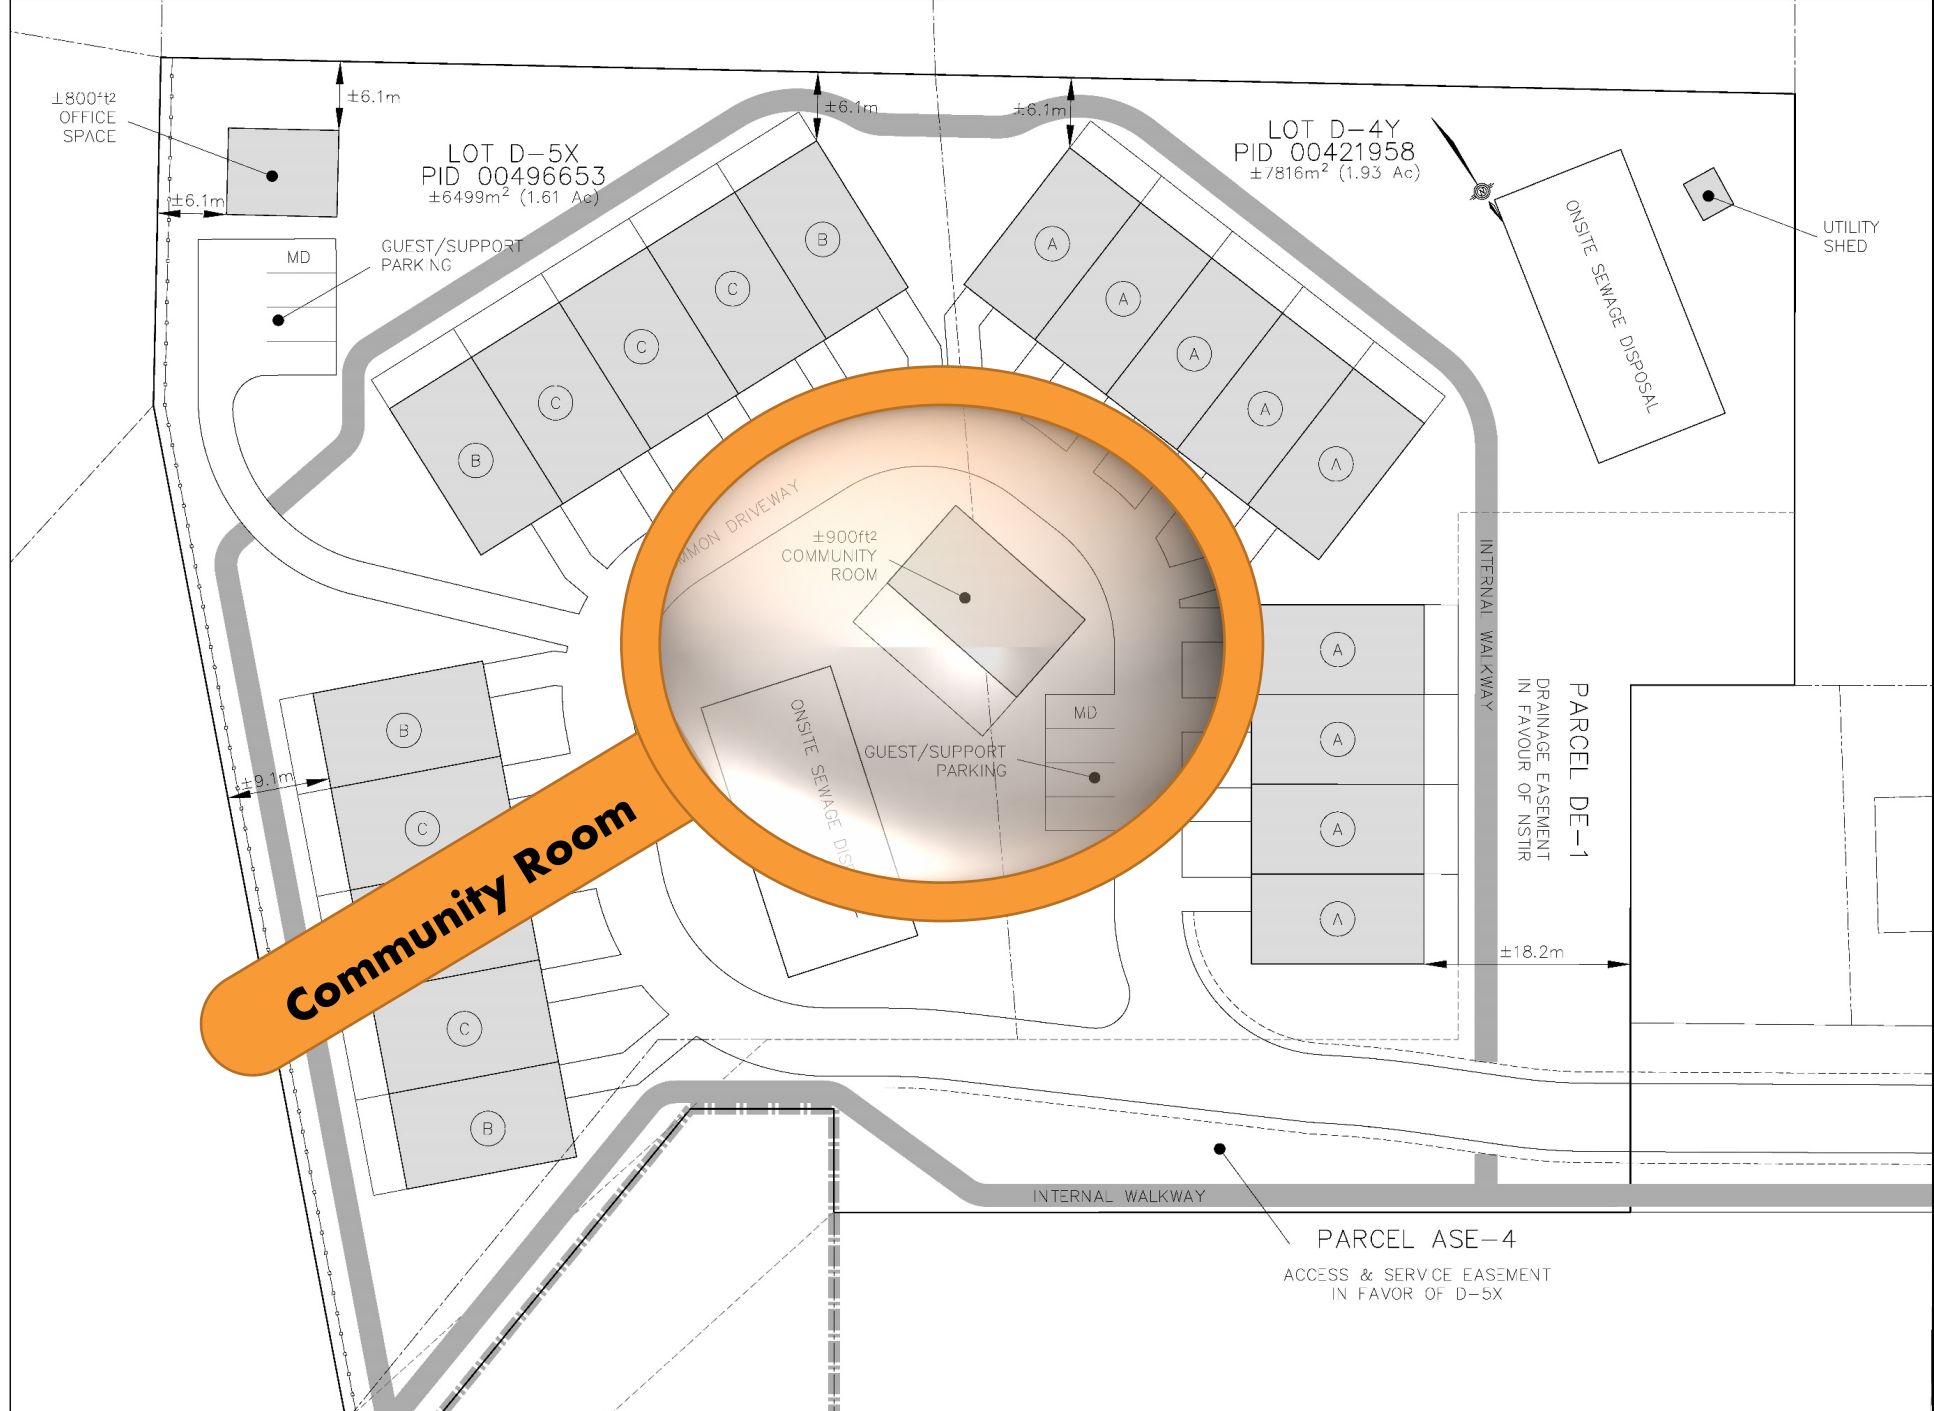 ±800ft²
OFFICE
SPACE
±6.1m
±6.1m
±6.1m
±6.1m
LOT D-5X
PID 00496653
±6499m² (1.61 Ac)
LOT D-4Y
PID 00421958
±7816m² (1.93 Ac)
N
ONSITE SEWAGE DISPOSAL
UTILITY
SHED
MD
GUEST/SUPPORT
PARKING
B
C
C
C
B
A
A
A
A
A
MMON DRIVEWAY
±900ft²
COMMUNITY
ROOM
INTERNAL WALKWAY
A
A
A
A
B
C
C
B
±9.1m
MD
GUEST/SUPPORT
PARKING
ONSITE SEWAGE DISP
PARCEL DE-1
DRAINAGE EASEMENT
IN FAVOUR OF NSTIR
Community Room
±18.2m
INTERNAL WALKWAY
PARCEL ASE-4
ACCESS & SERVICE EASEMENT
IN FAVOR OF D-5X